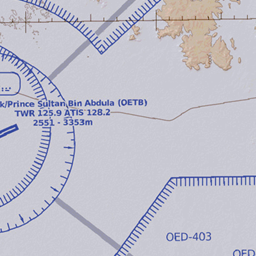 k/Prince Sultan Bin Abdula (OETB)
TWR 125.9 ATIS 128.2
2551 - 3353m
OED-403
OED